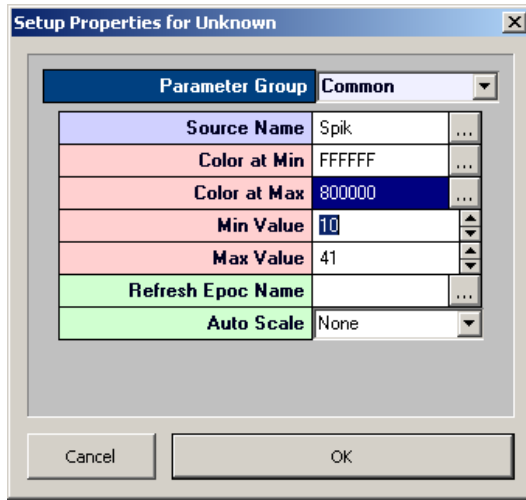 Setup Properties for Unknown
Parameter Group Common
Source Name Spik ...
Color at Min FFFFFF ...
Color at Max 800000 ...
Min Value 10
Max Value 41
Refresh Epoc Name ...
Auto Scale None
Cancel OK